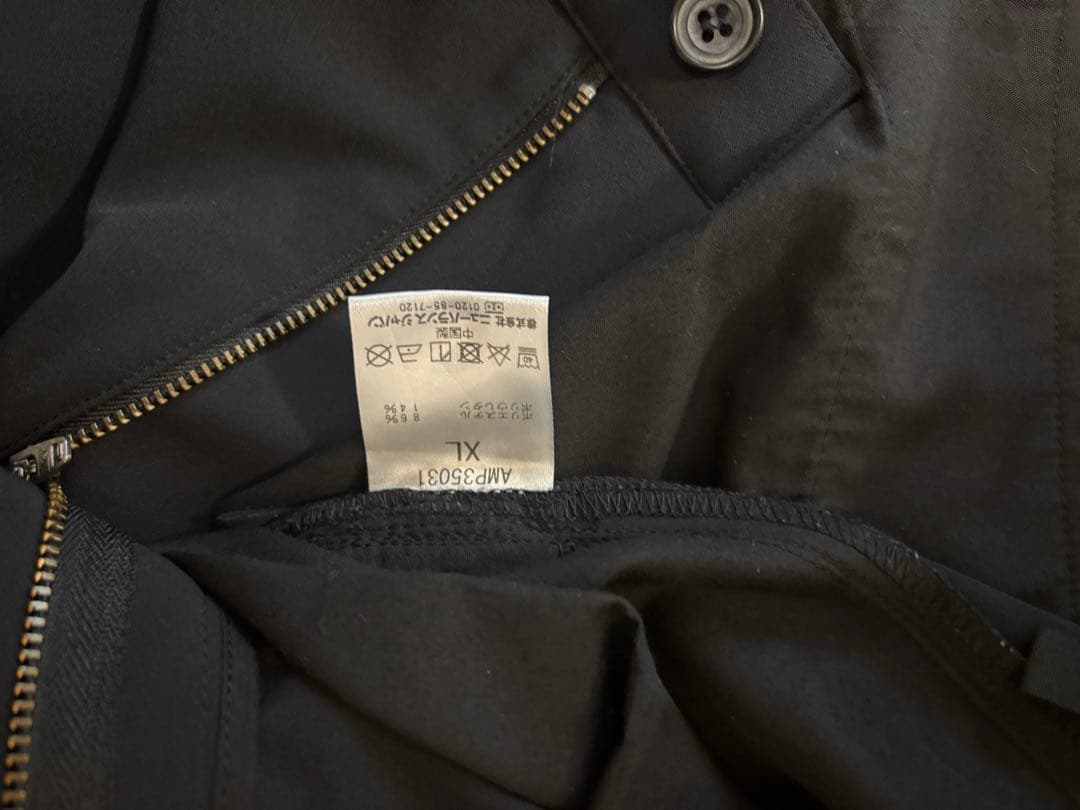 AMP35031
XL
ポリエステル 86%
ポリウレタン 14%
40
中国製
株式会社 ニューバランスジャパン
0120-85-7120